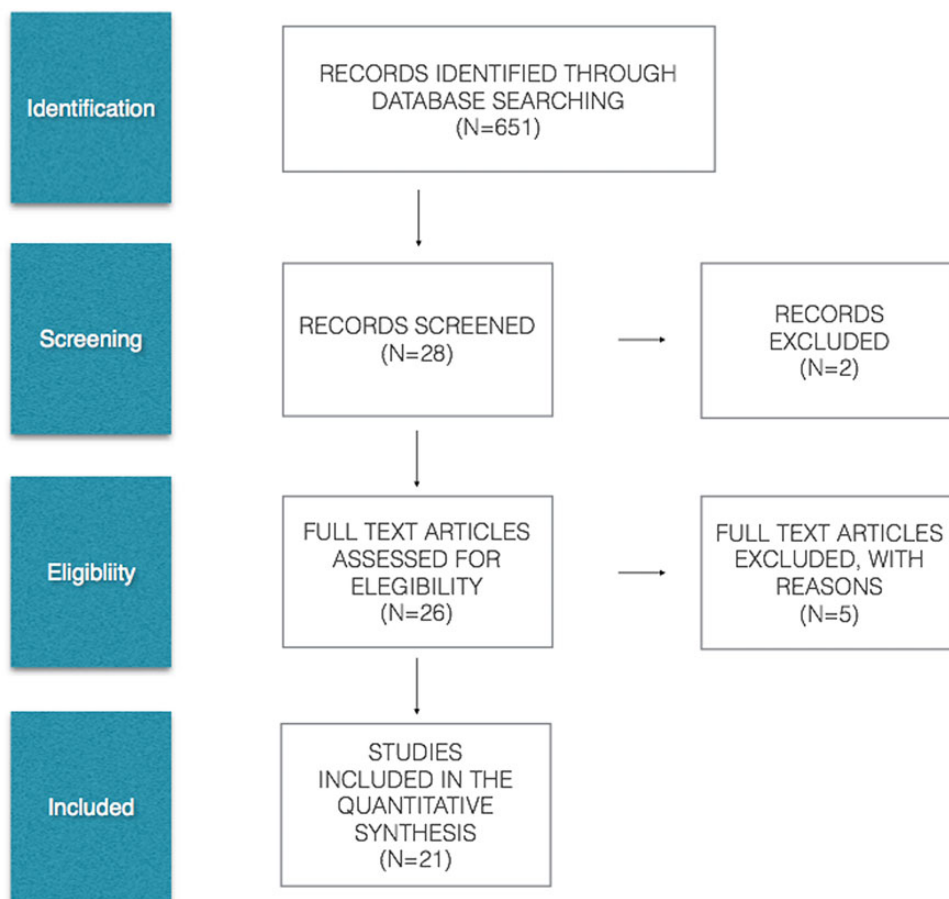 Identification
RECORDS IDENTIFIED THROUGH
DATABASE SEARCHING
(N=651)
Screening
RECORDS SCREENED
(N=28)
RECORDS
EXCLUDED
(N=2)
Eligibliity
FULL TEXT ARTICLES
ASSESSED FOR
ELEGIBILITY
(N=26)
FULL TEXT ARTICLES
EXCLUDED, WITH
REASONS
(N=5)
Included
STUDIES
INCLUDED IN THE
QUANTITATIVE
SYNTHESIS
(N=21)